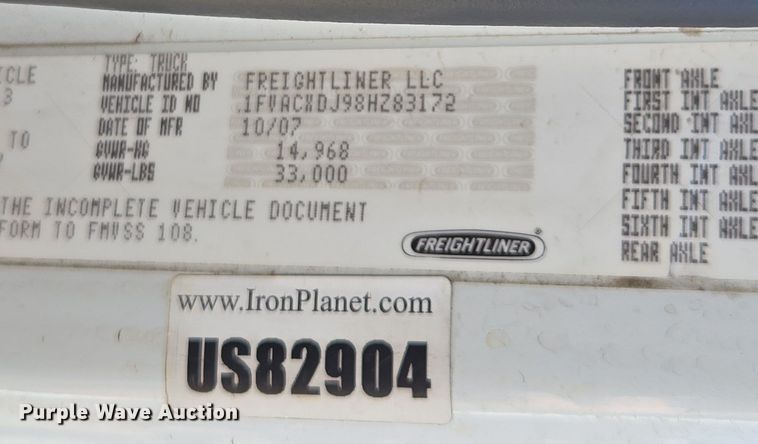 TYPE: TRUCK
ICLE MANUFACTURED BY FREIGHTLINER LLC FRONT AXLE
3 VEHICLE ID NO .1FVACXDJ98HZ83172 FIRST INT AXLE
DATE OF MFR 10/07 SECOND INT AXLE
TO GVWR-KG 14,968 THIRD INT AXLE
GVWR-LBS 33,000 FOURTH INT AXLE
THE INCOMPLETE VEHICLE DOCUMENT FIFTH INT AXLE
FORM TO FMVSS 108. SIXTH INT AXLE
FREIGHTLINER REAR AXLE
www.IronPlanet.com
US82904
Purple Wave Auction